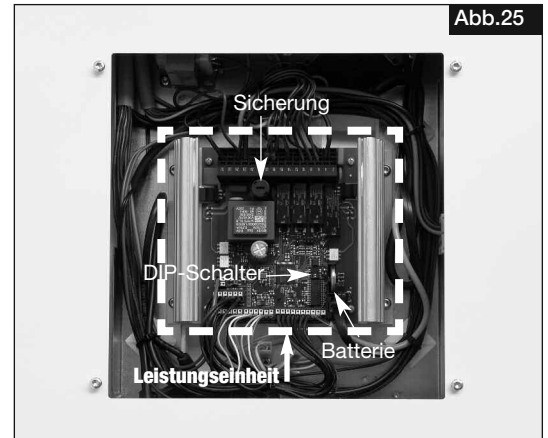 Abb.25
Sicherung
DIP-Schalter
Batterie
Leistungseinheit